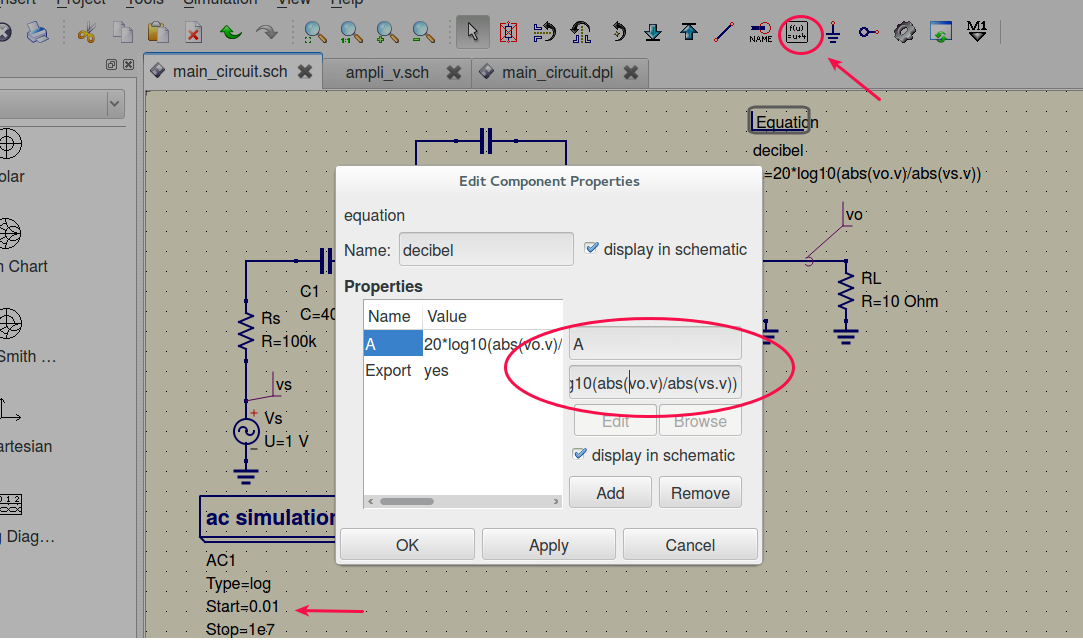 Insert Project Tools Simulation View Help
NAME
f(u)
=u+4
M1
main_circuit.sch
ampli_v.sch
main_circuit.dpl
Equation
decibel
=20*log10(abs(vo.v)/abs(vs.v))
olar
n Chart
Smith ...
artesian
g Diag...
Edit Component Properties
equation
Name:
decibel
display in schematic
Properties
Name
Value
A
20*log10(abs(vo.v)/
Export
yes
A
g10(abs(vo.v)/abs(vs.v))
Edit
Browse
display in schematic
Add
Remove
OK
Apply
Cancel
C1
C=40
Rs
R=100k
vs
Vs
U=1 V
vo
RL
R=10 Ohm
ac simulation
AC1
Type=log
Start=0.01
Stop=1e7